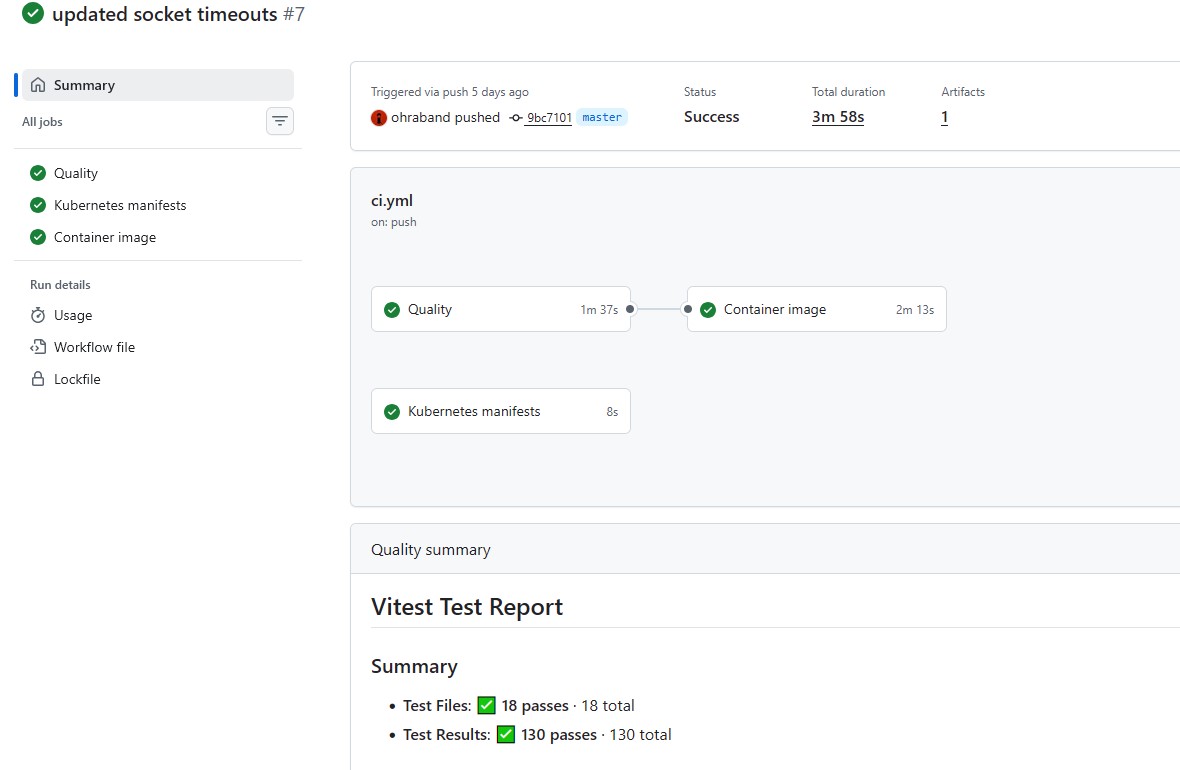 updated socket timeouts #7
Summary
All jobs
Quality
Kubernetes manifests
Container image
Run details
Usage
Workflow file
Lockfile
Triggered via push 5 days ago
ohraband pushed 9bc7101 master
Status
Success
Total duration
3m 58s
Artifacts
1
ci.yml
on: push
Quality 1m 37s
Container image 2m 13s
Kubernetes manifests 8s
Quality summary
Vitest Test Report
Summary
• Test Files: ✅ 18 passes · 18 total
• Test Results: ✅ 130 passes · 130 total